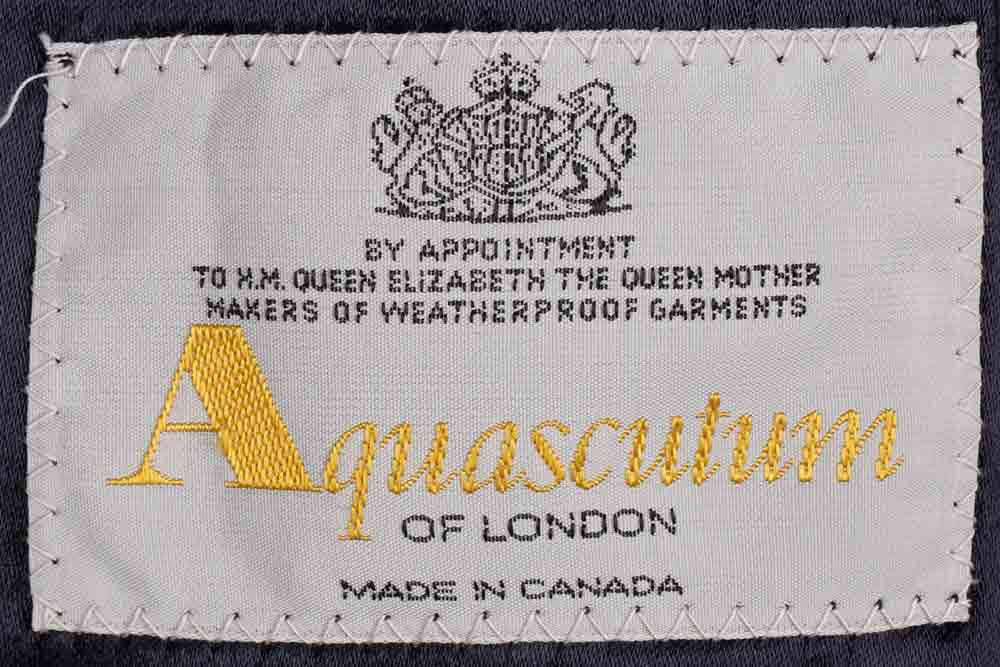 BY APPOINTMENT
TO H.M. QUEEN ELIZABETH THE QUEEN MOTHER
MAKERS OF WEATHERPROOF GARMENTS
Aquascutum
OF LONDON
MADE IN CANADA